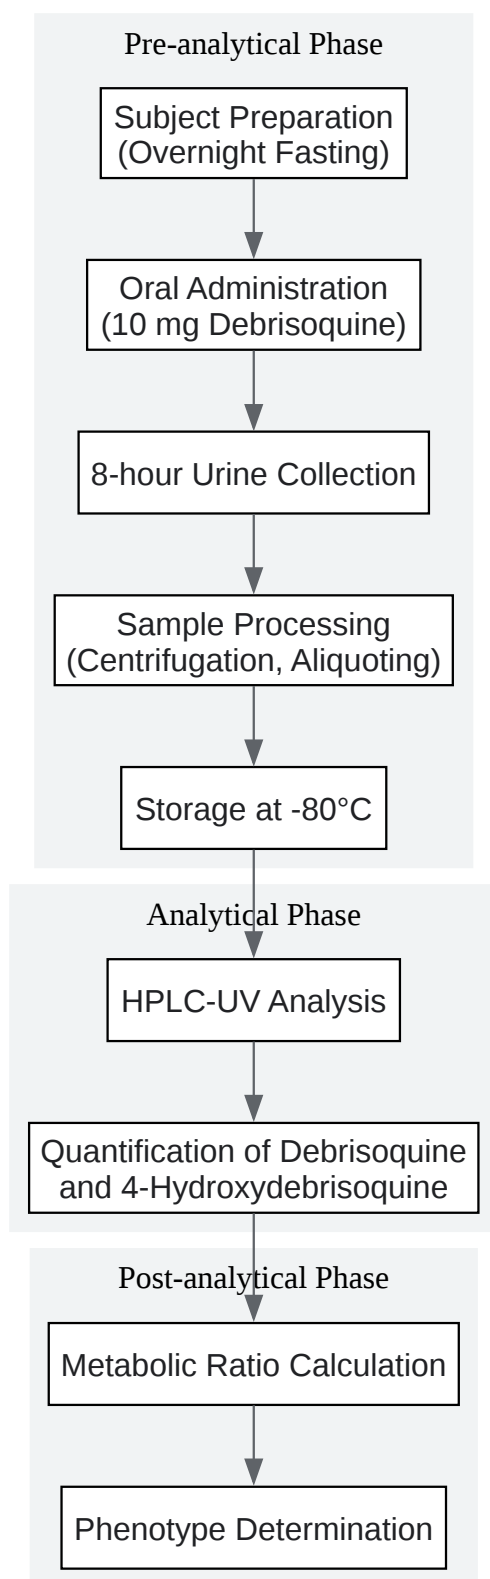 Pre-analytical Phase
Subject Preparation
(Overnight Fasting)
Oral Administration
(10 mg Debrisoquine)
8-hour Urine Collection
Sample Processing
(Centrifugation, Aliquoting)
Storage at -80°C
Analytical Phase
HPLC-UV Analysis
Quantification of Debrisoquine
and 4-Hydroxydebrisoquine
Post-analytical Phase
Metabolic Ratio Calculation
Phenotype Determination